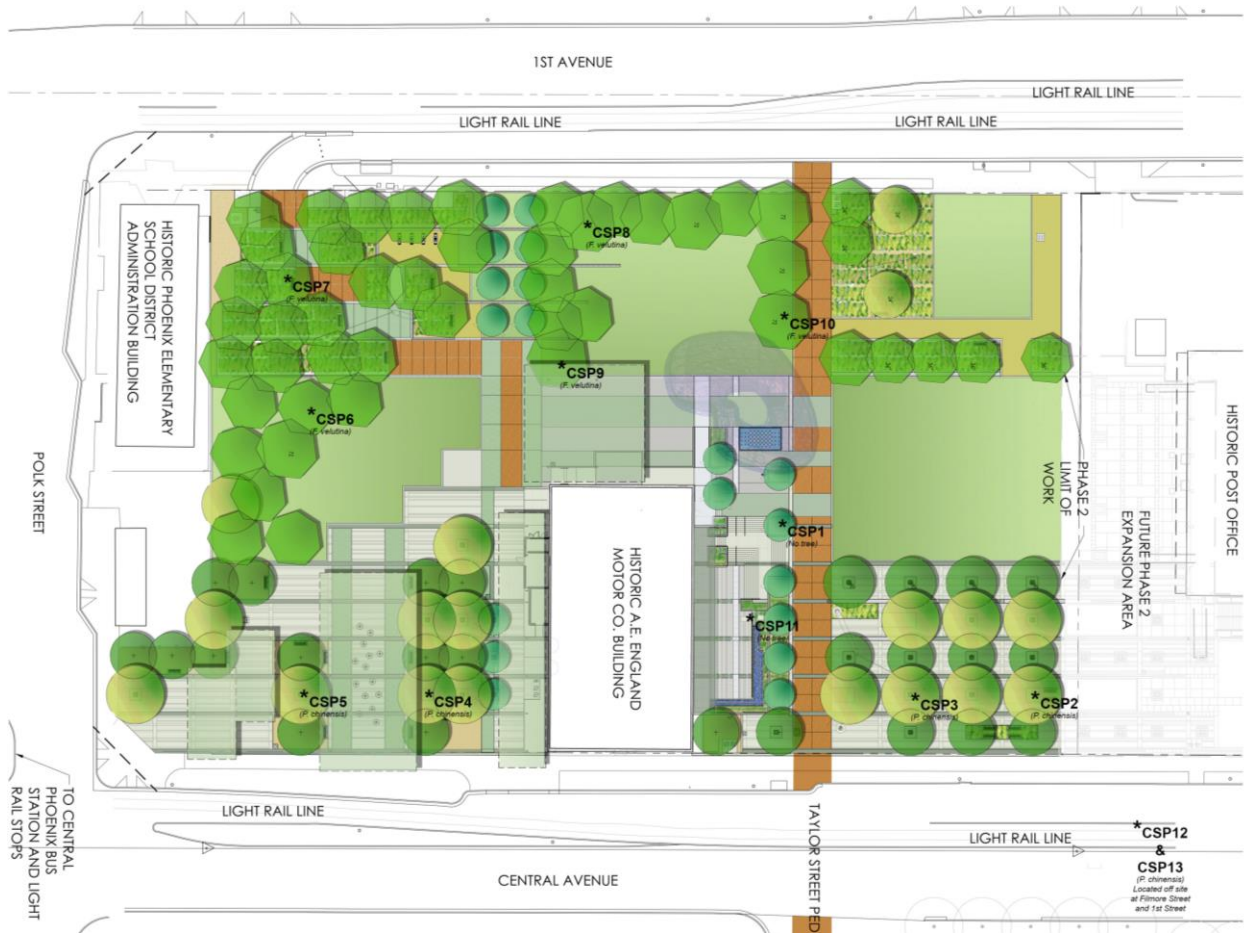 1ST AVENUE
LIGHT RAIL LINE
LIGHT RAIL LINE
LIGHT RAIL LINE
HISTORIC PHOENIX ELEMENTARY
SCHOOL DISTRICT
ADMINISTRATION BUILDING
*CSP8
(P. velutina)
*CSP7
(P. velutina)
*CSP10
(P. velutina)
*CSP9
(P. velutina)
*CSP6
(P. velutina)
HISTORIC POST OFFICE
PHASE 2
LIMIT OF
WORK
FUTURE PHASE 2
EXPANSION AREA
POLK STREET
*CSP1
(No tree)
HISTORIC A.E. ENGLAND
MOTOR CO. BUILDING
*CSP11
(No tree)
*CSP5
(P. chinensis)
*CSP4
(P. chinensis)
*CSP3
(P. chinensis)
*CSP2
(P. chinensis)
TO CENTRAL
PHOENIX BUS
STATION AND LIGHT
RAIL STOPS
LIGHT RAIL LINE
TAYLOR STREET PED
LIGHT RAIL LINE
*CSP12
&
CSP13
(P. chinensis)
Located off site
at Filmore Street
and 1st Street
CENTRAL AVENUE